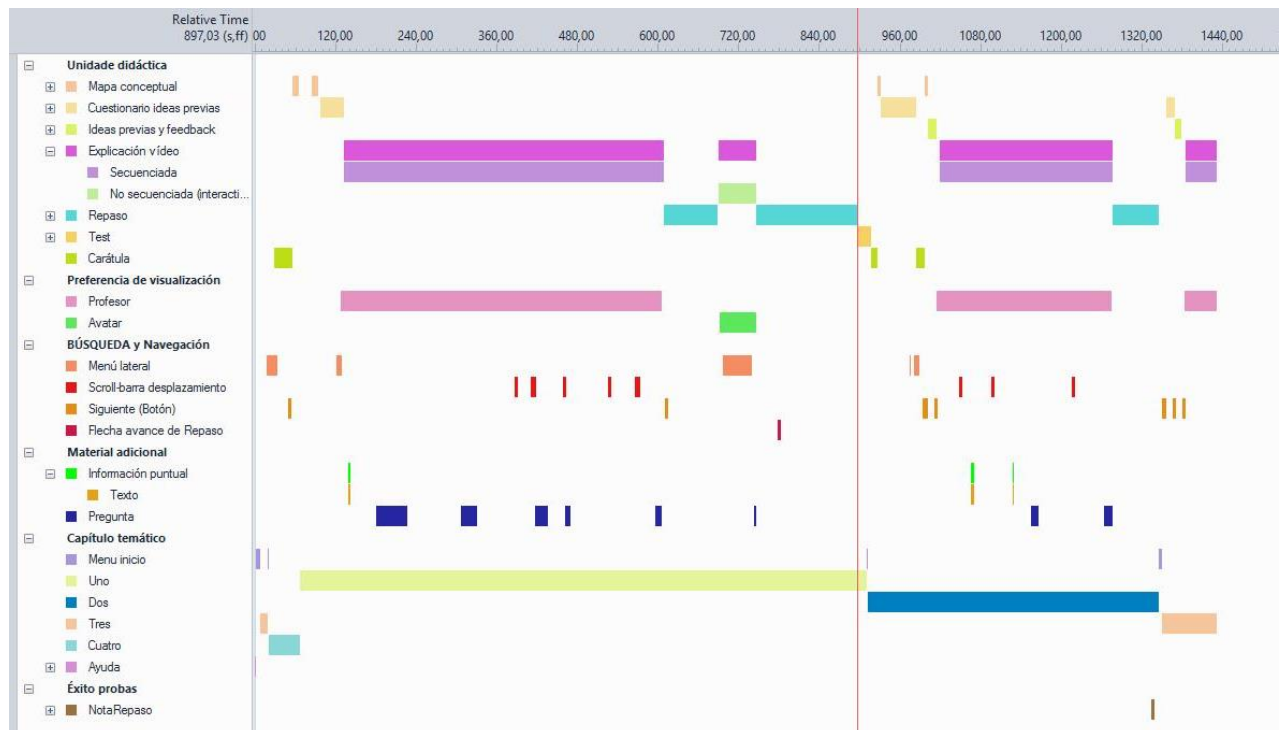 Relative Time
897,03 (s,ff) 00 120,00 240,00 360,00 480,00 600,00 720,00 840,00 960,00 1080,00 1200,00 1320,00 1440,00
Unidade didáctica
Mapa conceptual
Cuestionario ideas previas
Ideas previas y feedback
Explicación vídeo
Secuenciada
No secuenciada (interacti...
Repaso
Test
Carátula
Preferencia de visualización
Profesor
Avatar
BÚSQUEDA y Navegación
Menú lateral
Scroll-barra desplazamiento
Siguiente (Botón)
Flecha avance de Repaso
Material adicional
Información puntual
Texto
Pregunta
Capítulo temático
Menu inicio
Uno
Dos
Tres
Cuatro
Ayuda
Éxito probas
NotaRepaso